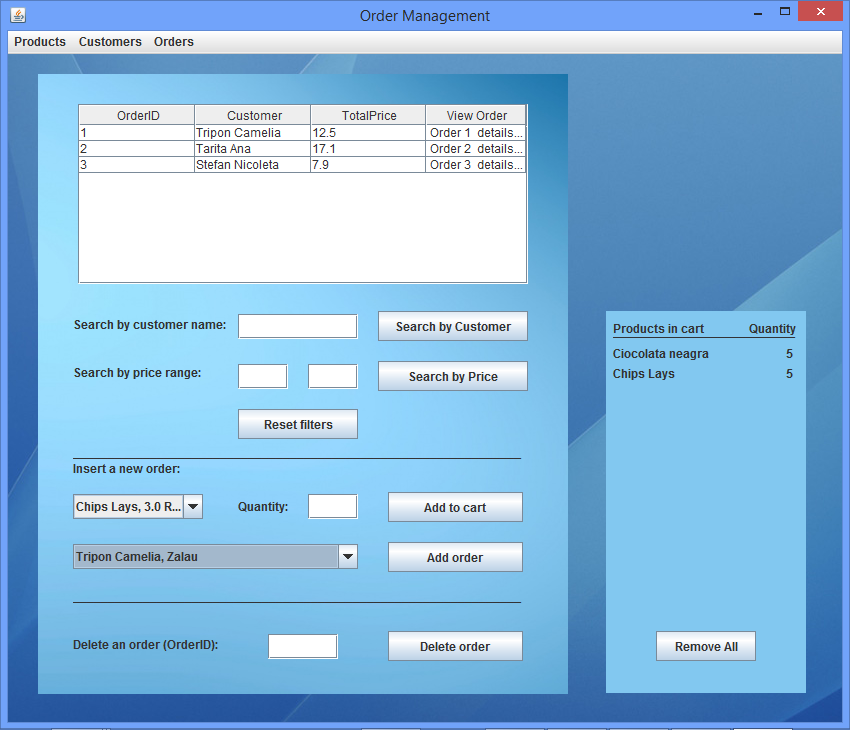 Order Management
Products Customers Orders
OrderID Customer TotalPrice View Order
1 Tripon Camelia 12.5 Order 1 details...
2 Tarita Ana 17.1 Order 2 details...
3 Stefan Nicoleta 7.9 Order 3 details...
Search by customer name: Search by Customer
Search by price range: Search by Price
Reset filters
Insert a new order:
Chips Lays, 3.0 R... Quantity: Add to cart
Tripon Camelia, Zalau Add order
Delete an order (OrderID): Delete order
Products in cart Quantity
Ciocolata neagra 5
Chips Lays 5
Remove All